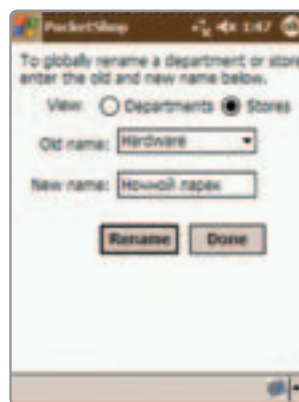 PocketShop 1:47
To globally rename a department or store
enter the old and new name below.
View: Departments Stores
Old name: Hardware
New name: Ночной ларек
Rename Done